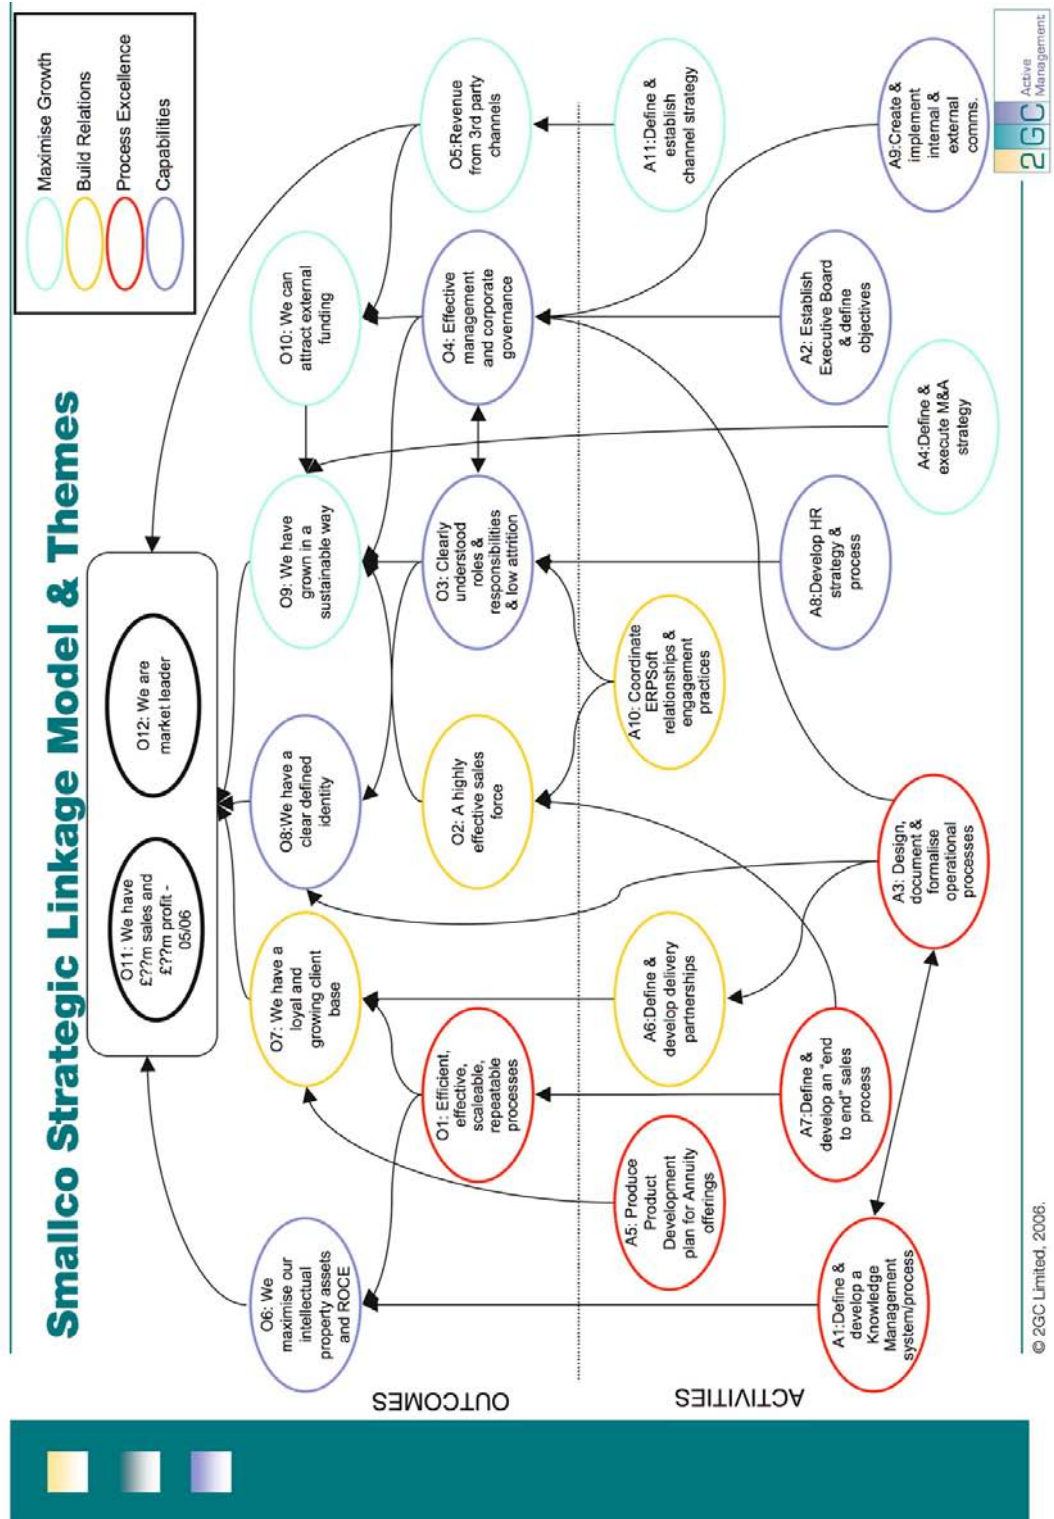 Smallco Strategic Linkage Model & Themes
Maximise Growth
Build Relations
Process Excellence
Capabilities
O11: We have
£??m sales and
£??m profit -
05/06
O12: We are
market leader
OUTCOMES
O6: We
maximise our
intellectual
property assets
and ROCE
O7: We have a
loyal and
growing client
base
O8:We have a
clear defined
identity
O9: We have
grown in a
sustainable way
O10: We can
attract external
funding
O1: Efficient,
effective,
scaleable,
repeatable
processes
O2: A highly
effective sales
force
O3: Clearly
understood
roles &
responsibilities
& low attrition
O4: Effective
management
and corporate
governance
O5:Revenue
from 3rd party
channels
ACTIVITIES
A5: Produce
Product
Development
plan for Annuity
offerings
A6:Define &
develop delivery
partnerships
A10: Coordinate
ERPSoft
relationships &
engagement
practices
A11:Define &
establish
channel strategy
A7:Define &
develop an "end
to end" sales
process
A8:Develop HR
strategy &
process
A2: Establish
Executive Board
& define
objectives
A1:Define &
develop a
Knowledge
Management
system/process
A3: Design,
document &
formalise
operational
processes
A4:Define &
execute M&A
strategy
A9:Create &
implement
internal &
external
comms.
© 2GC Limited, 2006.
2GC
Active
Management